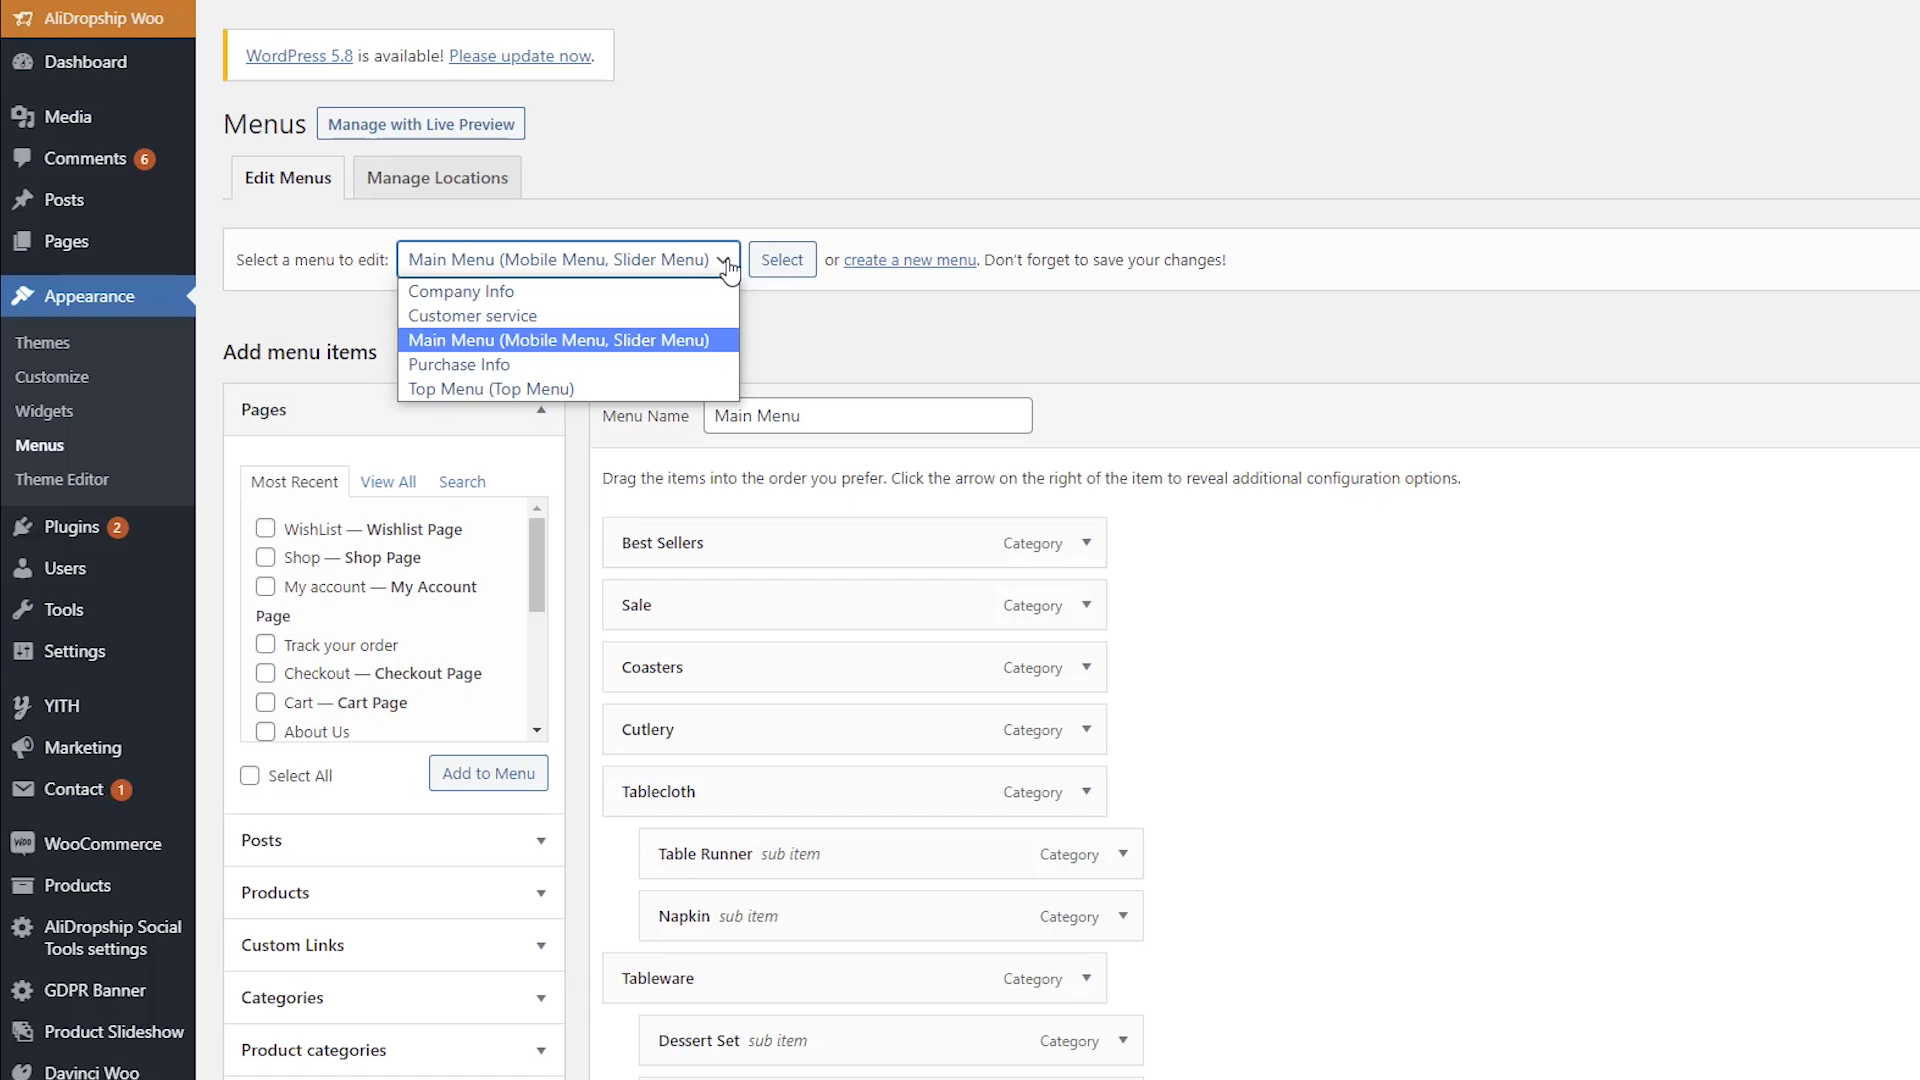 AliDropship Woo
Dashboard
Media
Comments 6
Posts
Pages
Appearance
Themes
Customize
Widgets
Menus
Theme Editor
Plugins 2
Users
Tools
Settings
YITH
Marketing
Contact 1
WooCommerce
Products
AliDropship Social
Tools settings
GDPR Banner
Product Slideshow
Davinci Woo
WordPress 5.8 is available! Please update now.
Menus Manage with Live Preview
Edit Menus Manage Locations
Select a menu to edit: Main Menu (Mobile Menu, Slider Menu) Select or create a new menu. Don't forget to save your changes!
Company Info
Customer service
Main Menu (Mobile Menu, Slider Menu)
Purchase Info
Top Menu (Top Menu)
Add menu items
Pages
Most Recent View All Search
WishList — Wishlist Page
Shop — Shop Page
My account — My Account
Page
Track your order
Checkout — Checkout Page
Cart — Cart Page
About Us
Select All Add to Menu
Posts
Products
Custom Links
Categories
Product categories
Menu Name Main Menu
Drag the items into the order you prefer. Click the arrow on the right of the item to reveal additional configuration options.
Best Sellers Category
Sale Category
Coasters Category
Cutlery Category
Tablecloth Category
Table Runner sub item Category
Napkin sub item Category
Tableware Category
Dessert Set sub item Category